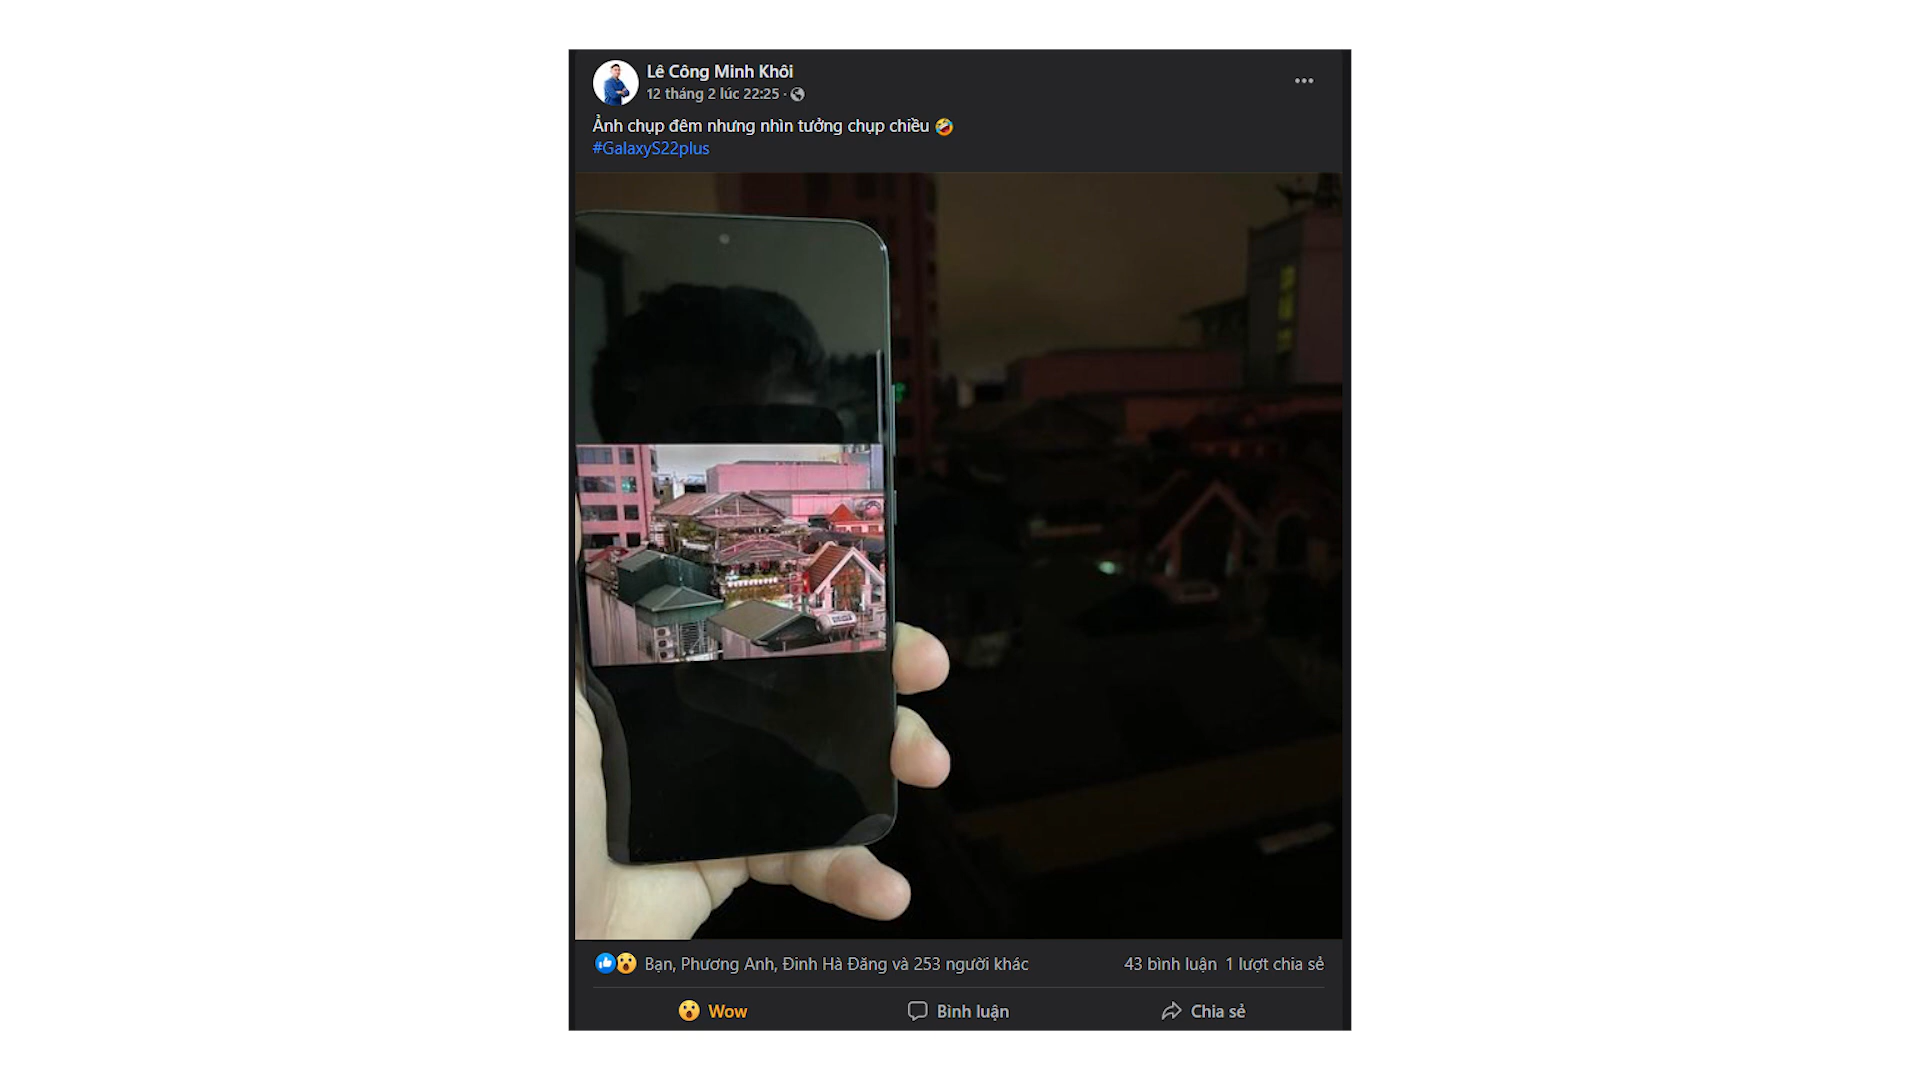 Lê Công Minh Khôi
12 tháng 2 lúc 22:25 ·
Ảnh chụp đêm nhưng nhìn tưởng chụp chiều 🤣
#GalaxyS22plus
Bạn, Phương Anh, Đinh Hà Đăng và 253 người khác
43 bình luận 1 lượt chia sẻ
Wow
Bình luận
Chia sẻ